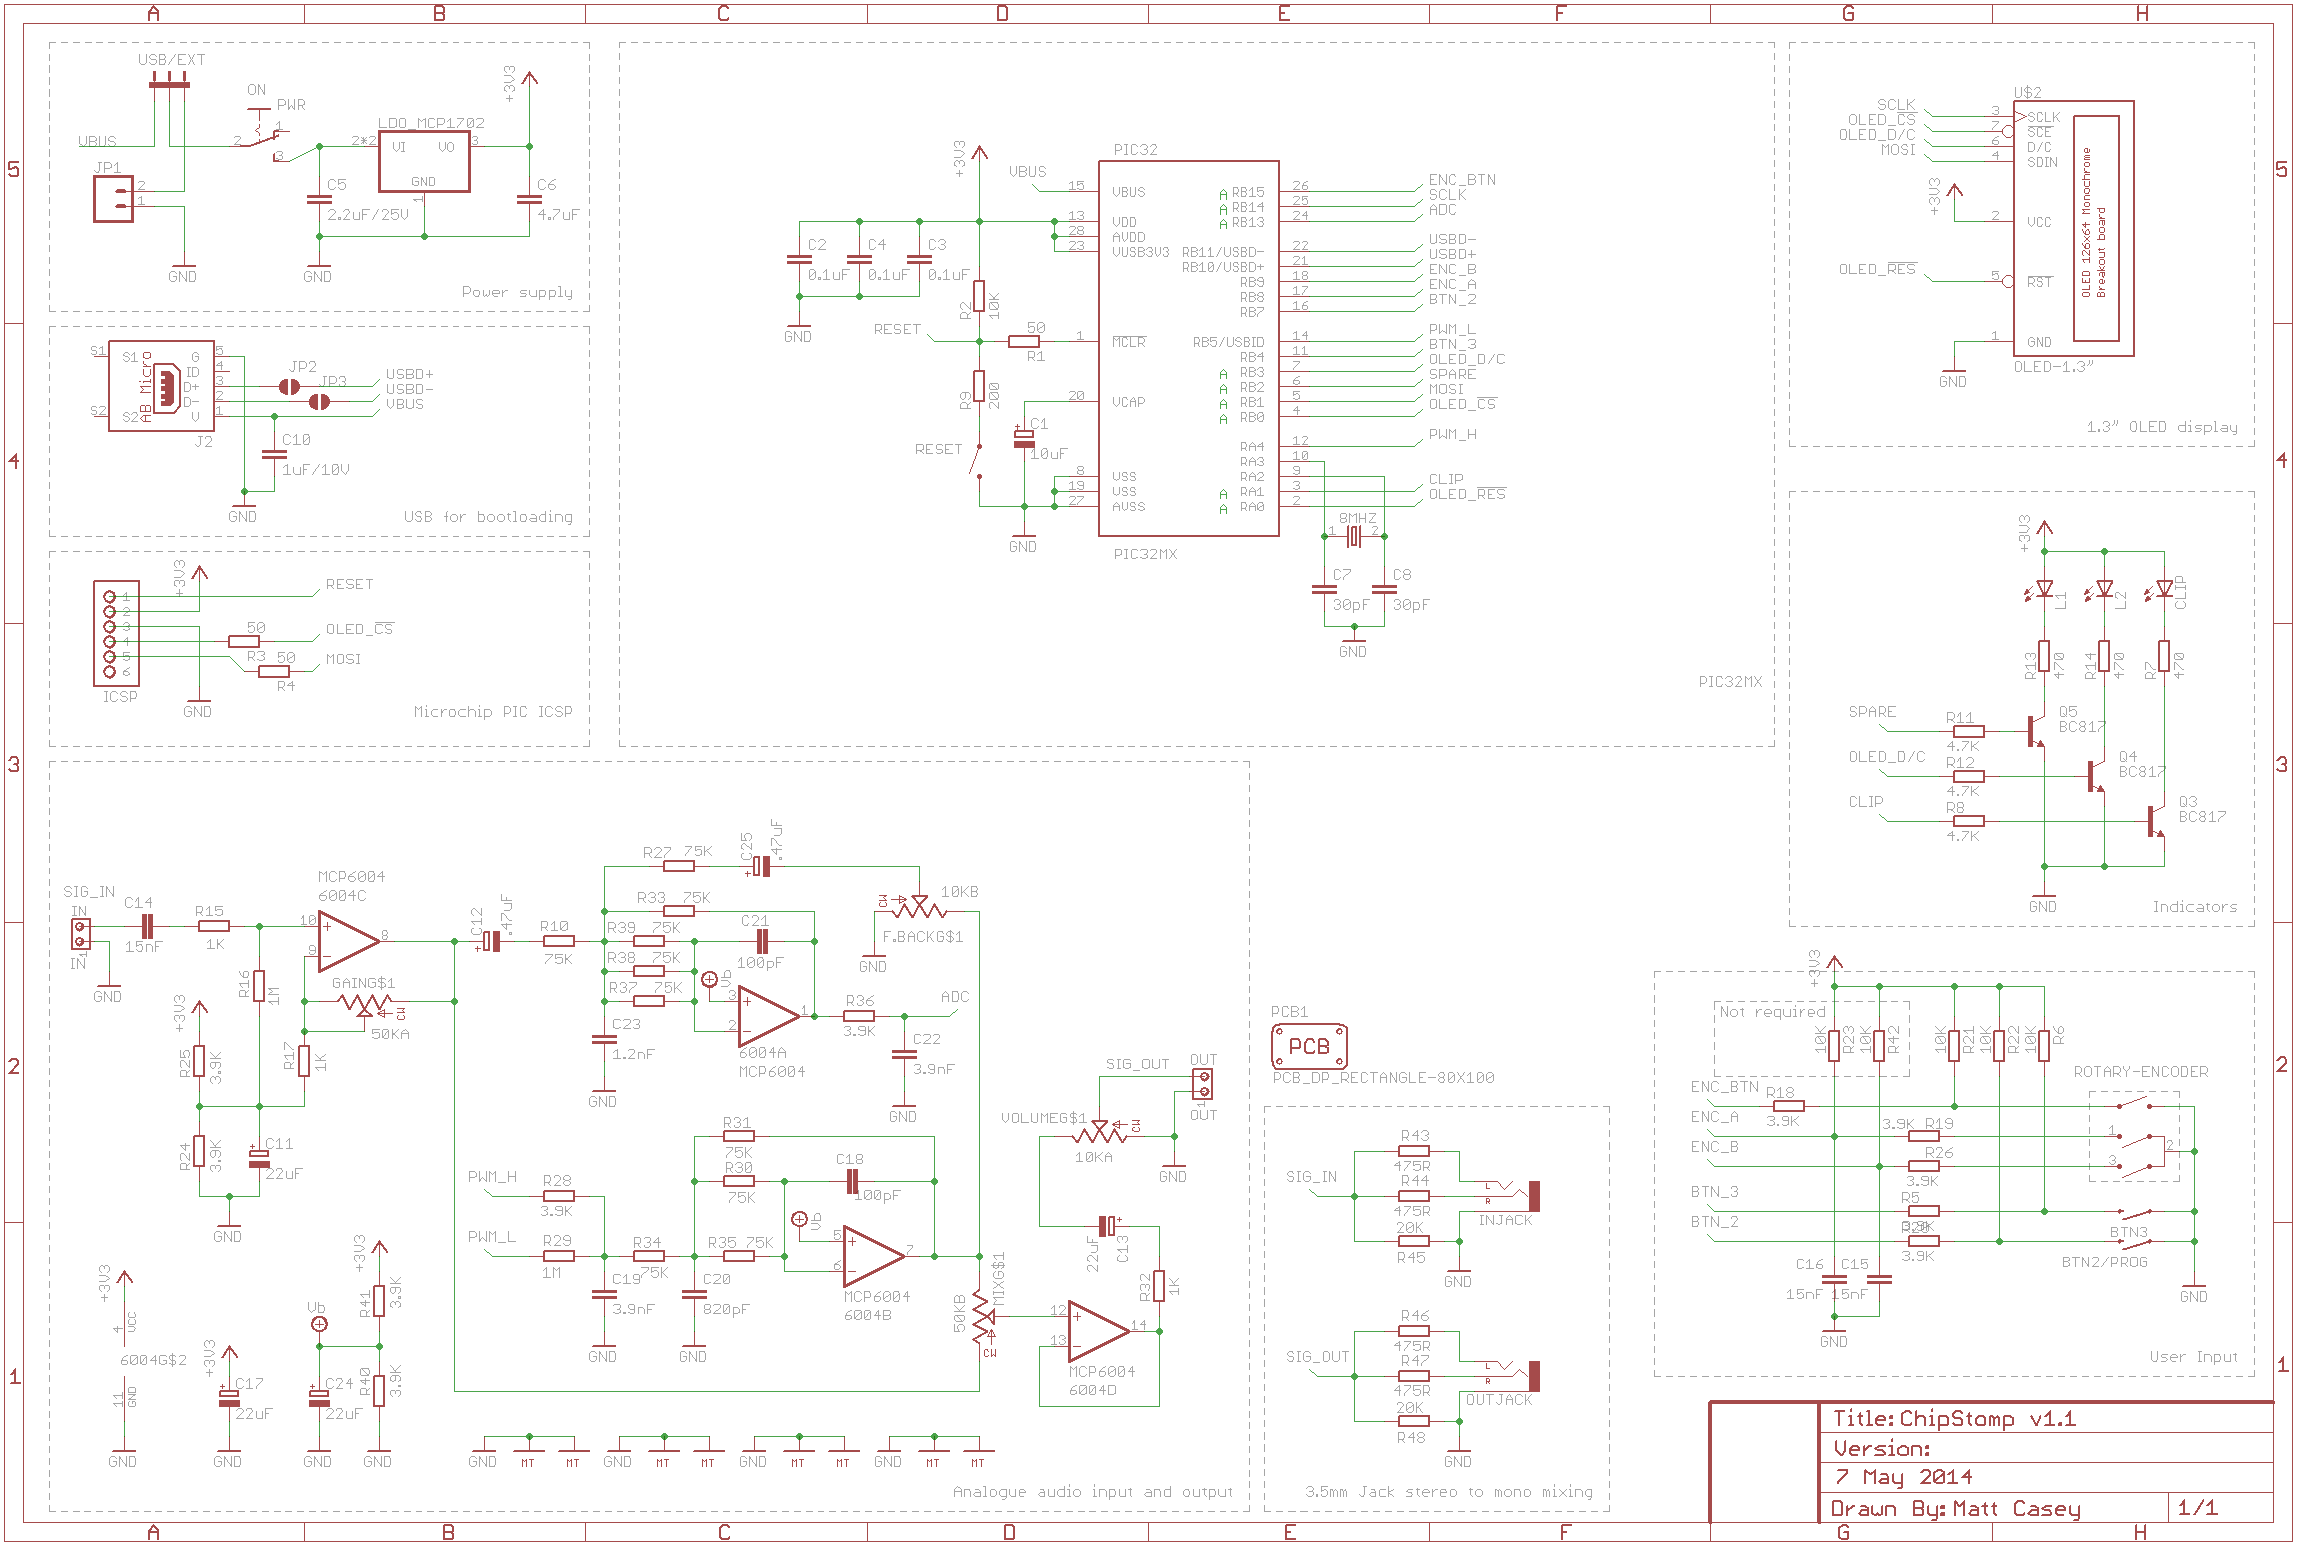 A B C D E F G H
5
4
3
2
1
USB/EXT
ON
PWR
1
2
3
VBUS
JP1
2
1
GND
LDO_MCP1702
2*2
VI
VO
3
GND
1
+3V3
C5
2.2uF/25V
C6
4.7uF
GND
Power supply
S1
S1
S2
S2
AB Micro
G
5
ID
4
D+
3
D-
2
V
1
J2
JP2
JP3
USBD+
USBD-
VBUS
C10
1uF/10V
GND
USB for bootloading
1
2
3
4
5
6
ICSP
+3V3
RESET
50
R3
OLED_CS
50
R4
MOSI
GND
Microchip PIC ICSP
PIC32
PIC32MX
+3V3
VBUS
15
VBUS
13
VDD
28
AVDD
23
VUSB3V3
C2
0.1uF
C4
0.1uF
C3
0.1uF
GND
R2
10K
RESET
50
R1
1
MCLR
R9
200
RESET
20
VCAP
C1
10uF
8
VSS
19
VSS
27
AVSS
GND
A RB15 26 ENC_BTN
A RB14 25 SCLK
A RB13 24 ADC
RB11/USBD- 22 USBD-
RB10/USBD+ 21 USBD+
RB9 18 ENC_B
RB8 17 ENC_A
RB7 16 BTN_2
RB5/USBID 14 PWM_L
RB4 11 BTN_3
A RB3 7 OLED_D/C
A RB2 6 SPARE
A RB1 5 MOSI
A RB0 4 OLED_CS
RA4 12 PWM_H
RA3 10
RA2 9
A RA1 3 CLIP
A RA0 2 OLED_RES
8MHZ
1
2
C7
30pF
C8
30pF
GND
PIC32MX
U$2
SCLK 3 SCLK
OLED_CS 7 SCE
OLED_D/C 6 D/C
MOSI 4 SDIN
+3V3
2 VCC
OLED_RES 5 RST
1 GND
GND
OLED 126x64 Monochrome
Breakout board
OLED-1.3"
1.3" OLED display
+3V3
L1
L2
CLIP
R13
470
R14
470
R7
470
SPARE
R11
4.7K
Q5
BC817
OLED_D/C
R12
4.7K
Q4
BC817
CLIP
R8
4.7K
Q3
BC817
GND
Indicators
SIG_IN
IN
1
IN
GND
C14
15nF
R15
1K
MCP6004
6004C
10
9
8
R16
1M
+3V3
R25
3.9K
R24
3.9K
C11
22uF
GND
R17
1K
GAING$1
CW
50KA
C12
.47uF
R10
75K
R27 75K
C25
.47uF
R33 75K
R39 75K
R38 75K
R37 75K
C21
100pF
Vb
3
2
1
6004A
MCP6004
C23
1.2nF
GND
CW
10KB
F.BACKG$1
GND
R36
3.9K
ADC
C22
3.9nF
GND
PWM_H
R28
3.9K
PWM_L
R29
1M
C19
3.9nF
GND
R34
75K
C20
820pF
GND
R31
75K
R30
75K
R35 75K
C18
100pF
Vb
5
6
7
MCP6004
6004B
MIXG$1
50KB
CW
12
13
14
MCP6004
6004D
R32
1K
C13
22uF
VOLUMEG$1
CW
10KA
SIG_OUT
OUT
1
OUT
GND
+3V3
4
VCC
6004G$2
11
GND
GND
+3V3
C17
22uF
GND
Vb
C24
22uF
GND
+3V3
R41
3.9K
R40
3.9K
GND
GND MT MT GND MT MT GND MT MT GND MT MT
Analogue audio input and output
PCB1
PCB
PCB_DP_RECTANGLE-80X100
SIG_IN
R43
475R
R44
475R
20K
R45
L
R
INJACK
GND
SIG_OUT
R46
475R
R47
475R
20K
R48
L
R
OUTJACK
GND
3.5mm Jack stereo to mono mixing
+3V3
Not required
10K
R23
10K
R42
10K
R21
10K
R22
10K
R6
ROTARY-ENCODER
ENC_BTN
R18
3.9K
ENC_A
3.9K R19
1
ENC_B
R26
3.9K
3
2
BTN_3
R5
3.9K
BTN3
BTN_2
R20
3.9K
BTN2/PROG
C16
15nF
C15
15nF
GND
GND
User Input
Title: ChipStomp v1.1
Version:
7 May 2014
Drawn By: Matt Casey
1/1
A B C D E F G H
5
4
3
2
1